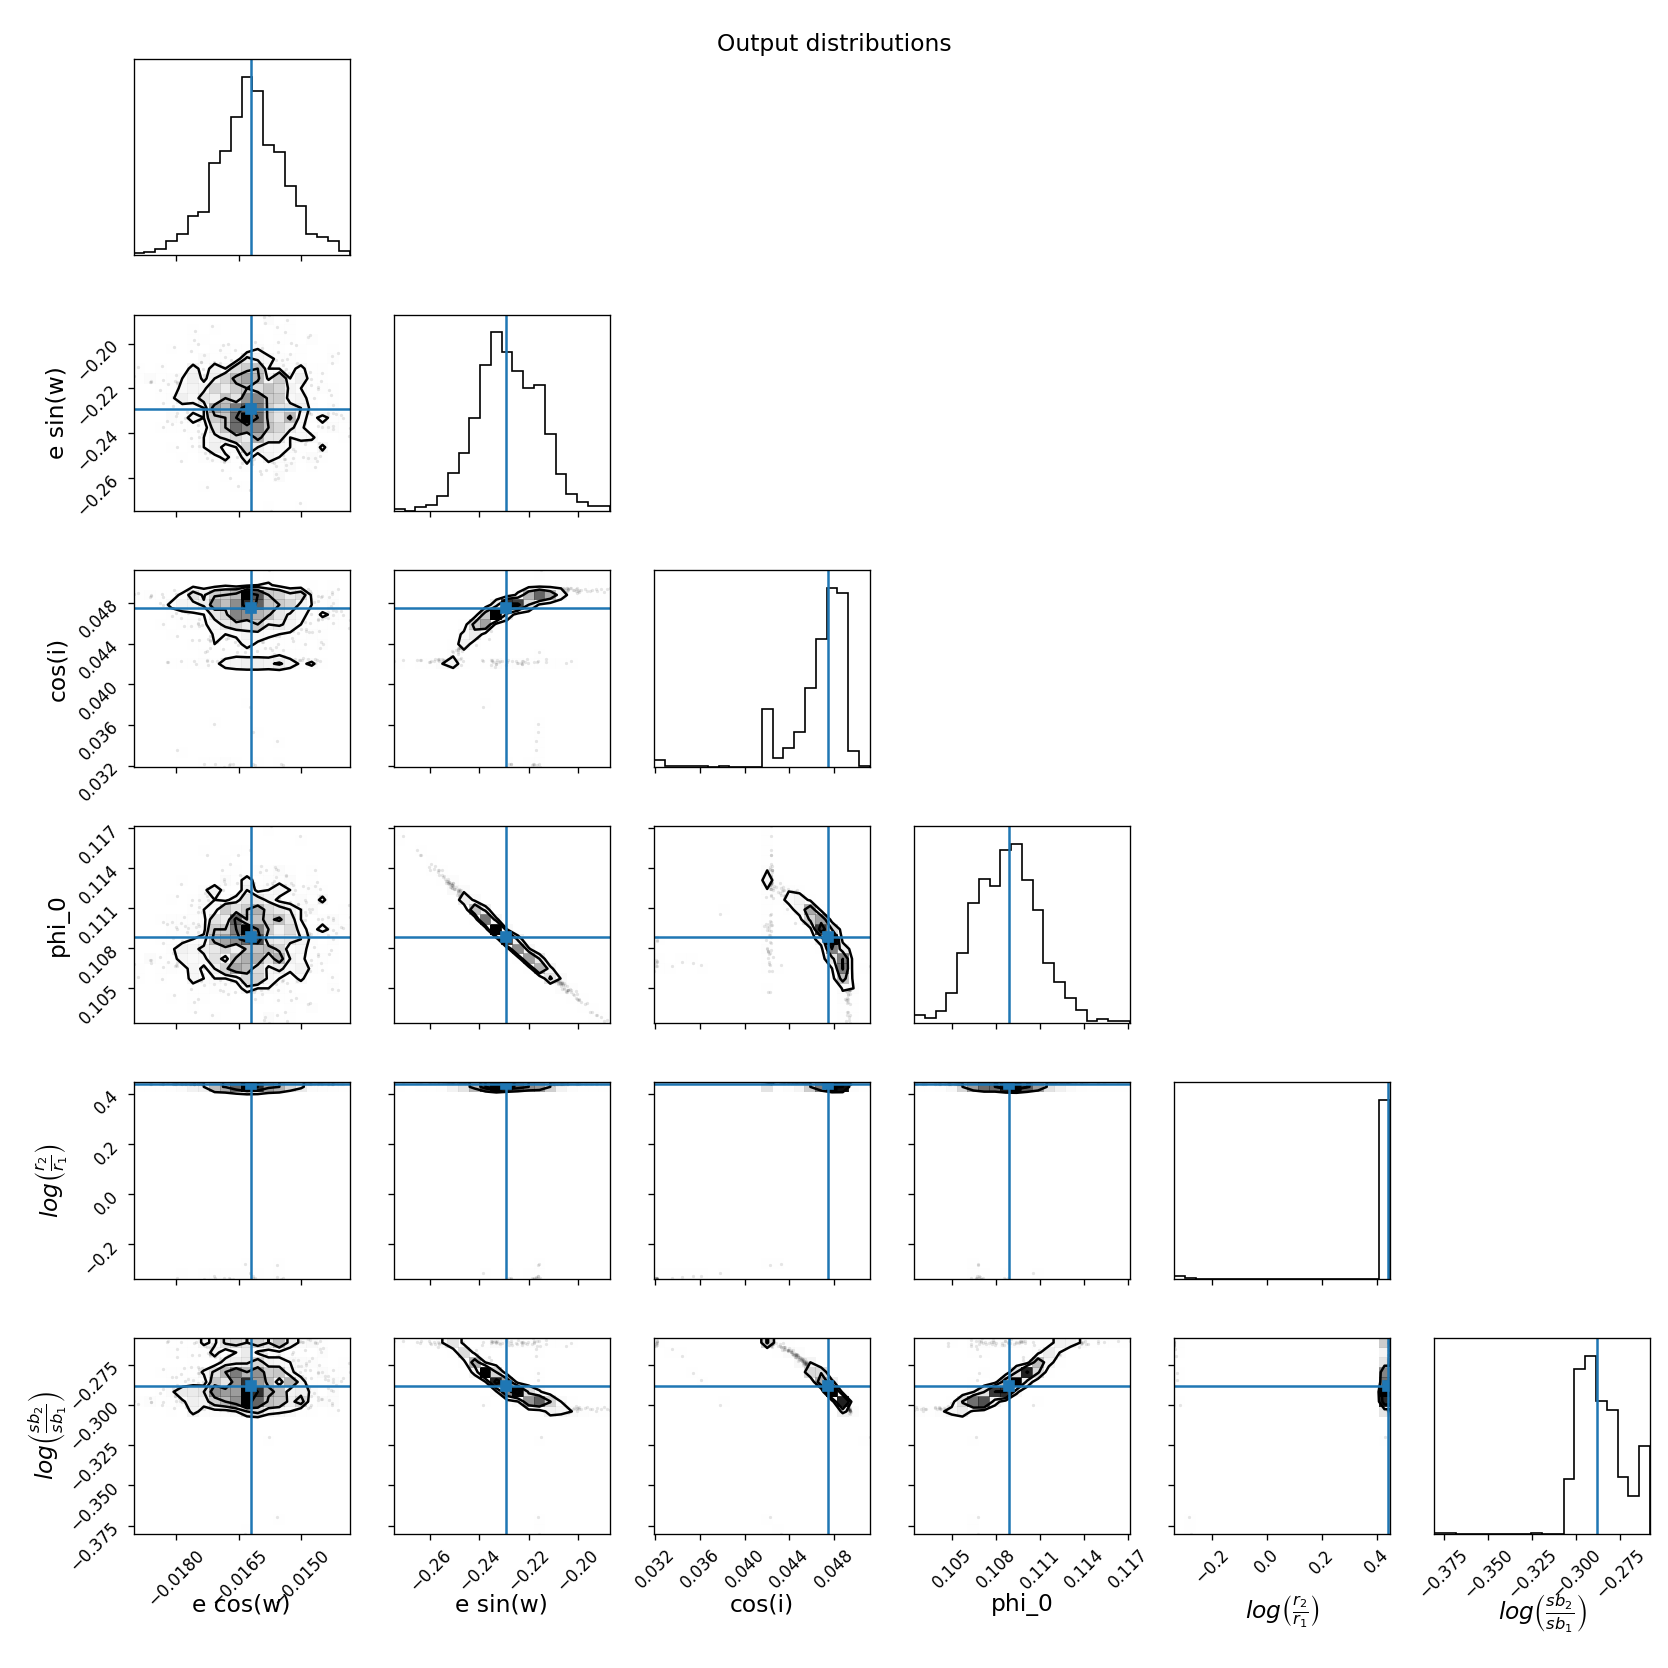 Output distributions
e sin(w)
−0.20
−0.22
−0.24
−0.26
cos(i)
0.048
0.044
0.040
0.036
0.032
phi_0
0.117
0.114
0.111
0.108
0.105
log(r₂/r₁)
0.4
0.2
0.0
−0.2
log(sb₂/sb₁)
−0.275
−0.300
−0.325
−0.350
−0.375
−0.0180 −0.0165 −0.0150
e cos(w)
−0.26 −0.24 −0.22 −0.20
e sin(w)
0.032 0.036 0.040 0.044 0.048
cos(i)
0.105 0.108 0.111 0.114 0.117
phi_0
−0.2 0.0 0.2 0.4
log(r₂/r₁)
−0.375 −0.350 −0.325 −0.300 −0.275
log(sb₂/sb₁)